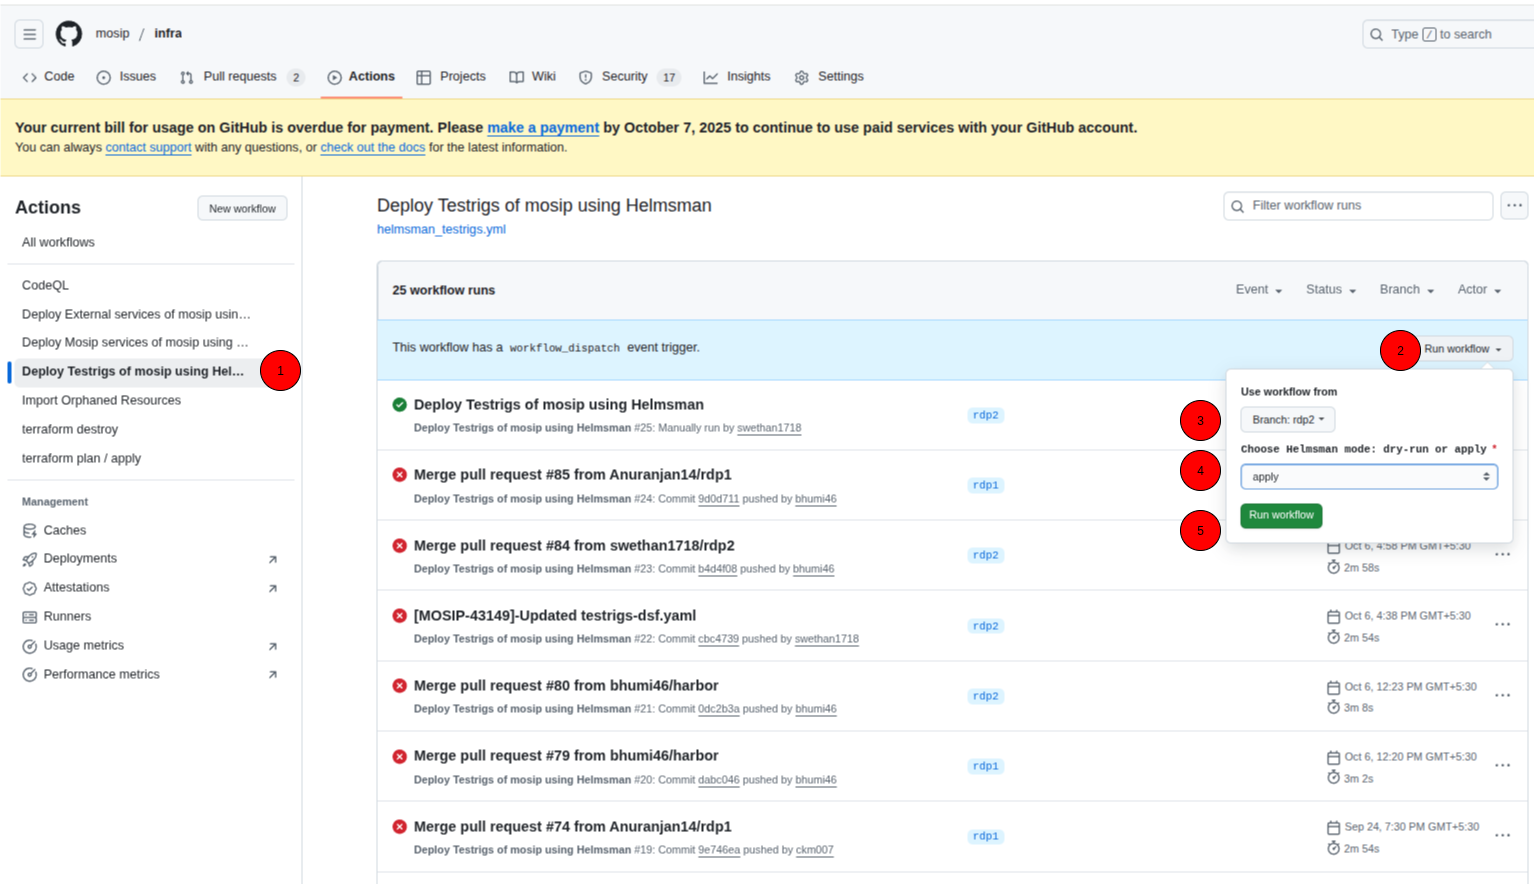 mosip / infra
Type / to search
Code
Issues
Pull requests 2
Actions
Projects
Wiki
Security 17
Insights
Settings
Your current bill for usage on GitHub is overdue for payment. Please make a payment by October 7, 2025 to continue to use paid services with your GitHub account.
You can always contact support with any questions, or check out the docs for the latest information.
Actions
New workflow
All workflows
CodeQL
Deploy External services of mosip usin...
Deploy Mosip services of mosip using ...
Deploy Testrigs of mosip using Hel...
1
Import Orphaned Resources
terraform destroy
terraform plan / apply
Management
Caches
Deployments
Attestations
Runners
Usage metrics
Performance metrics
Deploy Testrigs of mosip using Helmsman
helmsman_testrigs.yml
Filter workflow runs
25 workflow runs
Event
Status
Branch
Actor
This workflow has a workflow_dispatch event trigger.
2
Run workflow
Use workflow from
3
Branch: rdp2
Choose Helmsman mode: dry-run or apply *
4
apply
5
Run workflow
Deploy Testrigs of mosip using Helmsman
Deploy Testrigs of mosip using Helmsman #25: Manually run by swethan1718
rdp2
Merge pull request #85 from Anuranjan14/rdp1
Deploy Testrigs of mosip using Helmsman #24: Commit 9d0d711 pushed by bhumi46
rdp1
Merge pull request #84 from swethan1718/rdp2
Deploy Testrigs of mosip using Helmsman #23: Commit b4d4f08 pushed by bhumi46
rdp2
Oct 6, 4:58 PM GMT+5:30
2m 58s
[MOSIP-43149]-Updated testrigs-dsf.yaml
Deploy Testrigs of mosip using Helmsman #22: Commit cbc4739 pushed by swethan1718
rdp2
Oct 6, 4:38 PM GMT+5:30
2m 54s
Merge pull request #80 from bhumi46/harbor
Deploy Testrigs of mosip using Helmsman #21: Commit 0dc2b3a pushed by bhumi46
rdp2
Oct 6, 12:23 PM GMT+5:30
3m 8s
Merge pull request #79 from bhumi46/harbor
Deploy Testrigs of mosip using Helmsman #20: Commit dabc046 pushed by bhumi46
rdp1
Oct 6, 12:20 PM GMT+5:30
3m 2s
Merge pull request #74 from Anuranjan14/rdp1
Deploy Testrigs of mosip using Helmsman #19: Commit 9e746ea pushed by ckm007
rdp1
Sep 24, 7:30 PM GMT+5:30
2m 54s